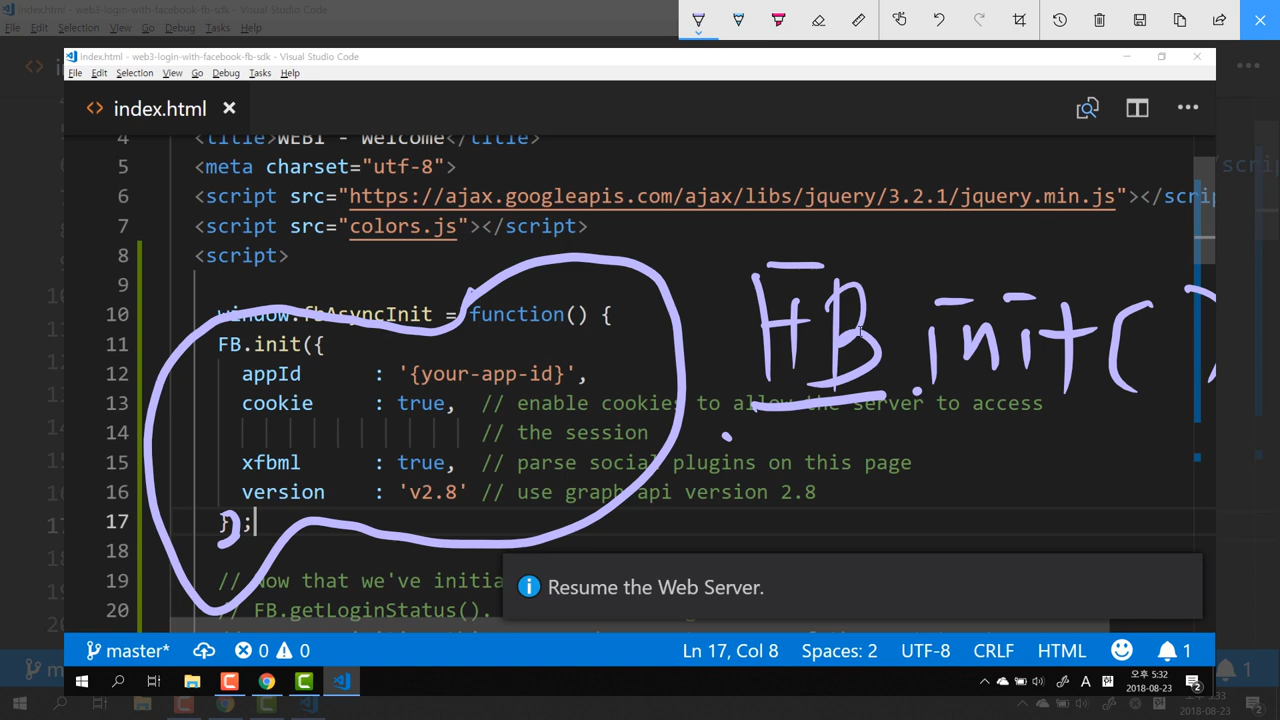 index.html - web3-login-with-facebook-fb-sdk - Visual Studio Code
File Edit Selection View Go Debug Tasks Help
Index.html - web3-login-with-facebook-fb-sdk - Visual Studio Code
File Edit Selection View Go Debug Tasks Help
index.html
4 <title>WEB1 - Welcome</title>
5 <meta charset="utf-8">
6 <script src="https://ajax.googleapis.com/ajax/libs/jquery/3.2.1/jquery.min.js"></scrip
7 <script src="colors.js"></script>
8 <script>
9
10 window.fbAsyncInit = function() {
FB.init()
11 FB.init({
12 appId : '{your-app-id}',
13 cookie : true, // enable cookies to allow the server to access
14 // the session
15 xfbml : true, // parse social plugins on this page
16 version : 'v2.8' // use graph api version 2.8
17 });
18
19 // Now that we've initia
Resume the Web Server.
20 // FB.getLoginStatus().
master* 0 0 Ln 17, Col 8 Spaces: 2 UTF-8 CRLF HTML 1
A 오후 5:32
2018-08-23 2
2018-08-23